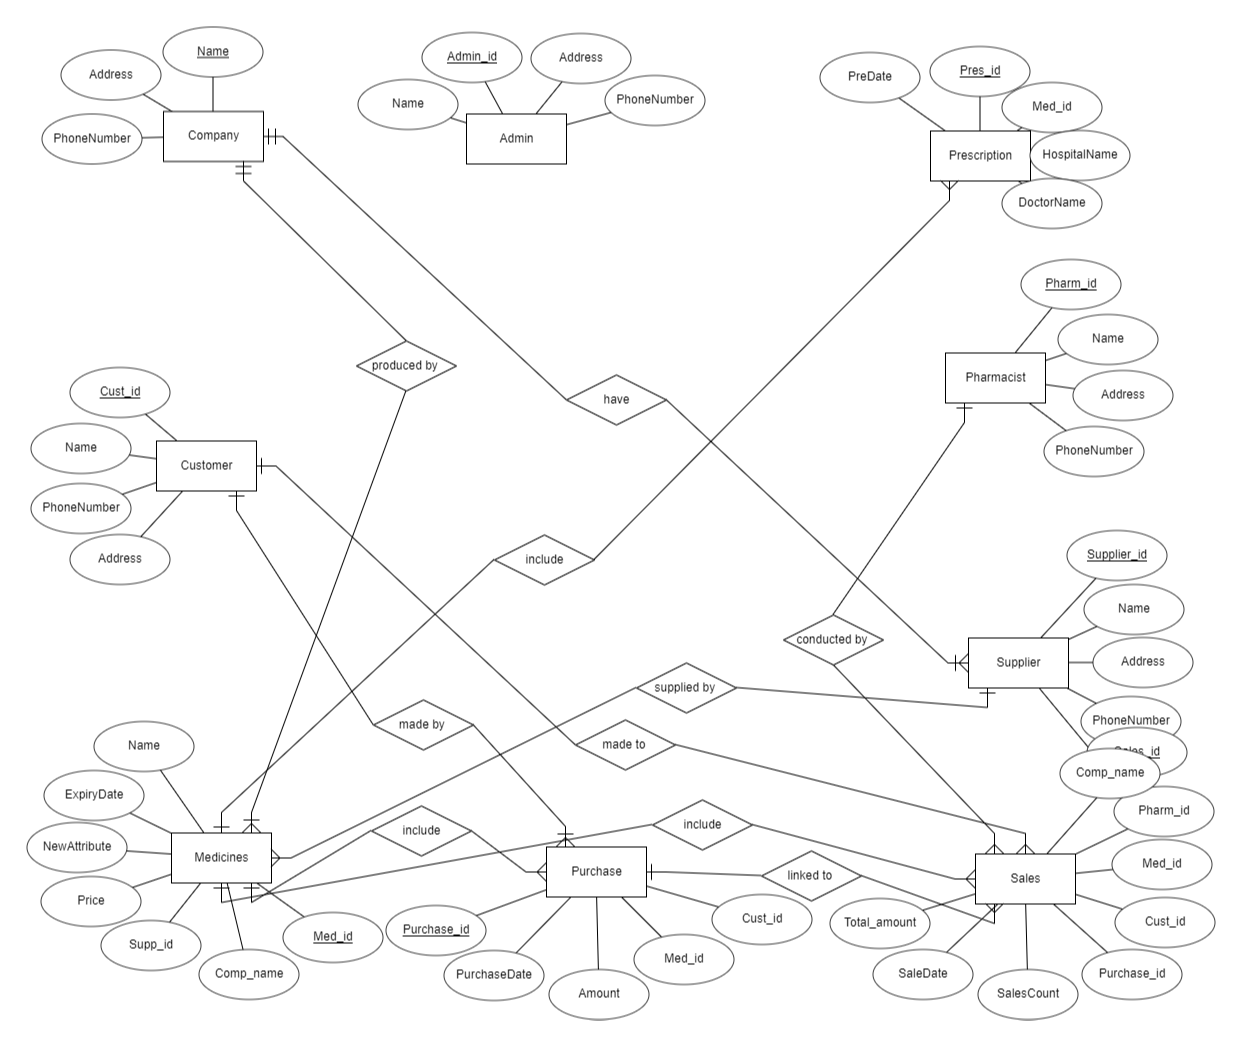 Name
Address
Company
PhoneNumber
Admin_id
Address
Name
PhoneNumber
Admin
PreDate
Pres_id
Med_id
Prescription
HospitalName
DoctorName
Pharm_id
Name
Pharmacist
Address
PhoneNumber
produced by
have
Cust_id
Name
Customer
PhoneNumber
Address
include
conducted by
Supplier_id
Name
Supplier
Address
PhoneNumber
Sales_id
Comp_name
supplied by
made by
made to
Name
ExpiryDate
NewAttribute
Medicines
Price
Supp_id
Comp_name
Med_id
include
include
Purchase
linked to
Purchase_id
PurchaseDate
Amount
Med_id
Cust_id
Sales
Pharm_id
Med_id
Cust_id
Total_amount
SaleDate
SalesCount
Purchase_id